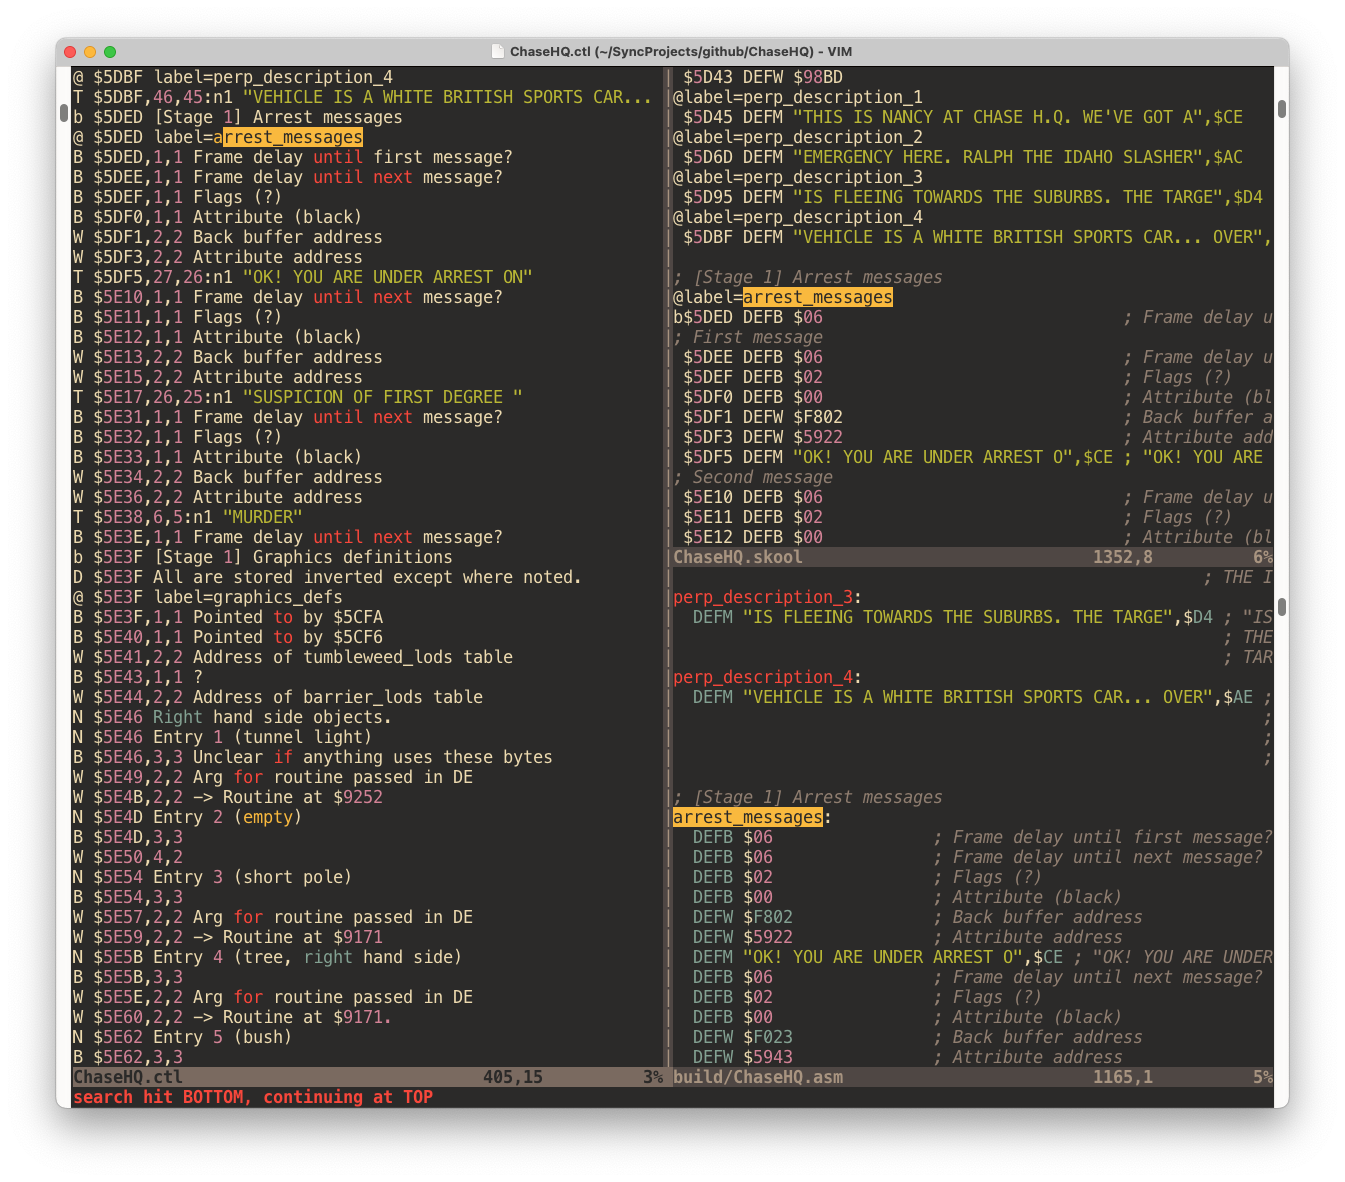 ChaseHQ.ctl (~/SyncProjects/github/ChaseHQ) - VIM
@ $5DBF label=perp_description_4
T $5DBF,46,45:n1 "VEHICLE IS A WHITE BRITISH SPORTS CAR...
b $5DED [Stage 1] Arrest messages
@ $5DED label=arrest_messages
B $5DED,1,1 Frame delay until first message?
B $5DEE,1,1 Frame delay until next message?
B $5DEF,1,1 Flags (?)
B $5DF0,1,1 Attribute (black)
W $5DF1,2,2 Back buffer address
W $5DF3,2,2 Attribute address
T $5DF5,27,26:n1 "OK! YOU ARE UNDER ARREST ON"
B $5E10,1,1 Frame delay until next message?
B $5E11,1,1 Flags (?)
B $5E12,1,1 Attribute (black)
W $5E13,2,2 Back buffer address
W $5E15,2,2 Attribute address
T $5E17,26,25:n1 "SUSPICION OF FIRST DEGREE "
B $5E31,1,1 Frame delay until next message?
B $5E32,1,1 Flags (?)
B $5E33,1,1 Attribute (black)
W $5E34,2,2 Back buffer address
W $5E36,2,2 Attribute address
T $5E38,6,5:n1 "MURDER"
B $5E3E,1,1 Frame delay until next message?
b $5E3F [Stage 1] Graphics definitions
D $5E3F All are stored inverted except where noted.
@ $5E3F label=graphics_defs
B $5E3F,1,1 Pointed to by $5CFA
B $5E40,1,1 Pointed to by $5CF6
W $5E41,2,2 Address of tumbleweed_lods table
B $5E43,1,1 ?
W $5E44,2,2 Address of barrier_lods table
N $5E46 Right hand side objects.
N $5E46 Entry 1 (tunnel light)
B $5E46,3,3 Unclear if anything uses these bytes
W $5E49,2,2 Arg for routine passed in DE
W $5E4B,2,2 -> Routine at $9252
N $5E4D Entry 2 (empty)
B $5E4D,3,3
W $5E50,4,2
N $5E54 Entry 3 (short pole)
B $5E54,3,3
W $5E57,2,2 Arg for routine passed in DE
W $5E59,2,2 -> Routine at $9171
N $5E5B Entry 4 (tree, right hand side)
B $5E5B,3,3
W $5E5E,2,2 Arg for routine passed in DE
W $5E60,2,2 -> Routine at $9171.
N $5E62 Entry 5 (bush)
B $5E62,3,3
ChaseHQ.ctl 405,15 3%
search hit BOTTOM, continuing at TOP
$5D43 DEFW $98BD
@label=perp_description_1
$5D45 DEFM "THIS IS NANCY AT CHASE H.Q. WE'VE GOT A",$CE
@label=perp_description_2
$5D6D DEFM "EMERGENCY HERE. RALPH THE IDAHO SLASHER",$AC
@label=perp_description_3
$5D95 DEFM "IS FLEEING TOWARDS THE SUBURBS. THE TARGE",$D4
@label=perp_description_4
$5DBF DEFM "VEHICLE IS A WHITE BRITISH SPORTS CAR... OVER",
; [Stage 1] Arrest messages
@label=arrest_messages
b$5DED DEFB $06 ; Frame delay u
; First message
$5DEE DEFB $06 ; Frame delay u
$5DEF DEFB $02 ; Flags (?)
$5DF0 DEFB $00 ; Attribute (bl
$5DF1 DEFW $F802 ; Back buffer a
$5DF3 DEFW $5922 ; Attribute add
$5DF5 DEFM "OK! YOU ARE UNDER ARREST O",$CE ; "OK! YOU ARE
; Second message
$5E10 DEFB $06 ; Frame delay u
$5E11 DEFB $02 ; Flags (?)
$5E12 DEFB $00 ; Attribute (bl
ChaseHQ.skool 1352,8 6%
; THE I
perp_description_3:
DEFM "IS FLEEING TOWARDS THE SUBURBS. THE TARGE",$D4 ; "IS
; THE
; TAR
perp_description_4:
DEFM "VEHICLE IS A WHITE BRITISH SPORTS CAR... OVER",$AE ;
;
;
;
; [Stage 1] Arrest messages
arrest_messages:
DEFB $06 ; Frame delay until first message?
DEFB $06 ; Frame delay until next message?
DEFB $02 ; Flags (?)
DEFB $00 ; Attribute (black)
DEFW $F802 ; Back buffer address
DEFW $5922 ; Attribute address
DEFM "OK! YOU ARE UNDER ARREST O",$CE ; "OK! YOU ARE UNDER
DEFB $06 ; Frame delay until next message?
DEFB $02 ; Flags (?)
DEFB $00 ; Attribute (black)
DEFW $F023 ; Back buffer address
DEFW $5943 ; Attribute address
build/ChaseHQ.asm 1165,1 5%